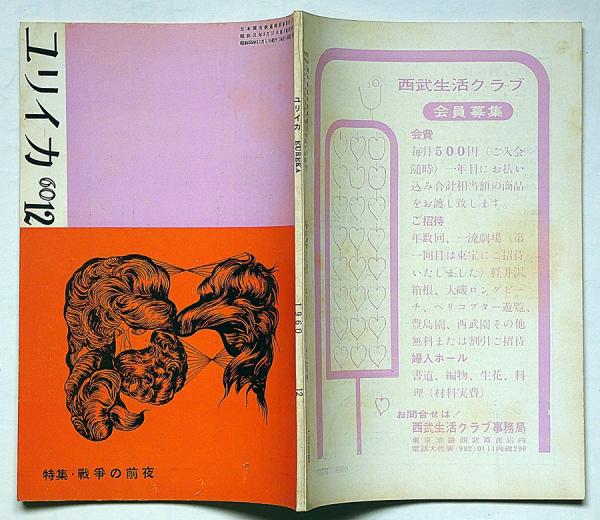 ユリイカ 60 12
特集・戰爭の前夜
ユリイカ EUREKA 1960 12
西武生活クラブ
会員募集
会費
毎月500円（ご入会
随時）一年目にお払い
込み合計相当額の商品
をお渡し致します。
ご招待
年数回、一流劇場（第
一回目は東宝にご招待
いたしました）軽井沢
箱根、大磯ロングビー
チ、ヘリコプター遊覧、
豊島園、西武園その他
無料または割引ご招待
婦人ホール
書道、編物、生花、料
理（材料実費）
お問合せは！
西武生活クラブ事務局
東京池袋西武百貨店内
電話大代表(982)0111内線290